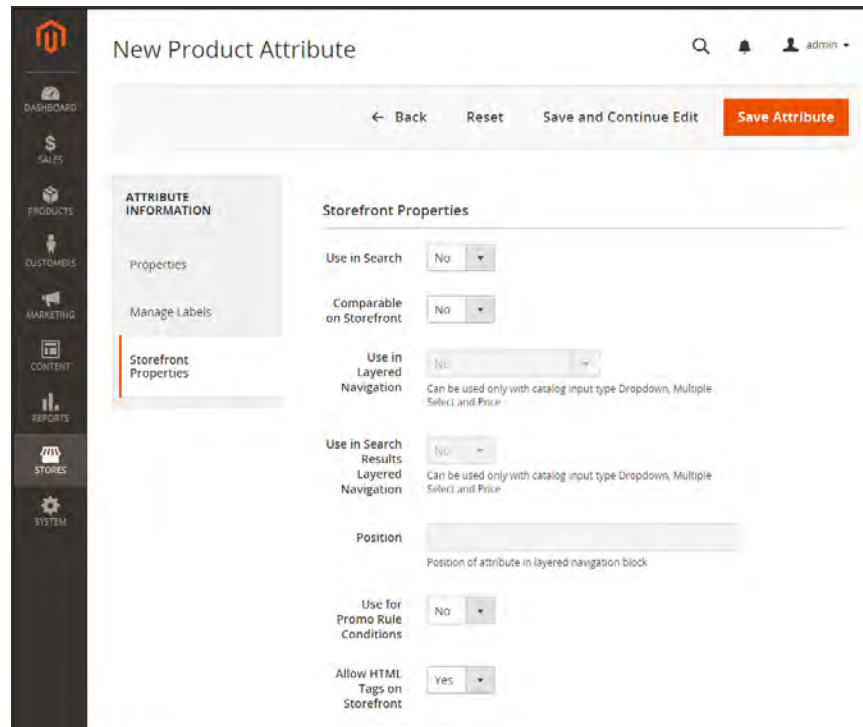 New Product Attribute
admin
DASHBOARD
SALES
PRODUCTS
CUSTOMERS
MARKETING
CONTENT
REPORTS
STORES
SYSTEM
← Back Reset Save and Continue Edit Save Attribute
ATTRIBUTE
INFORMATION
Properties
Manage Labels
Storefront
Properties
Storefront Properties
Use in Search No
Comparable
on Storefront No
Use in
Layered
Navigation No
Can be used only with catalog input type Dropdown, Multiple
Select and Price
Use in Search
Results
Layered
Navigation No
Can be used only with catalog input type Dropdown, Multiple
Select and Price
Position
Position of attribute in layered navigation block
Use for
Promo Rule
Conditions No
Allow HTML
Tags on
Storefront Yes